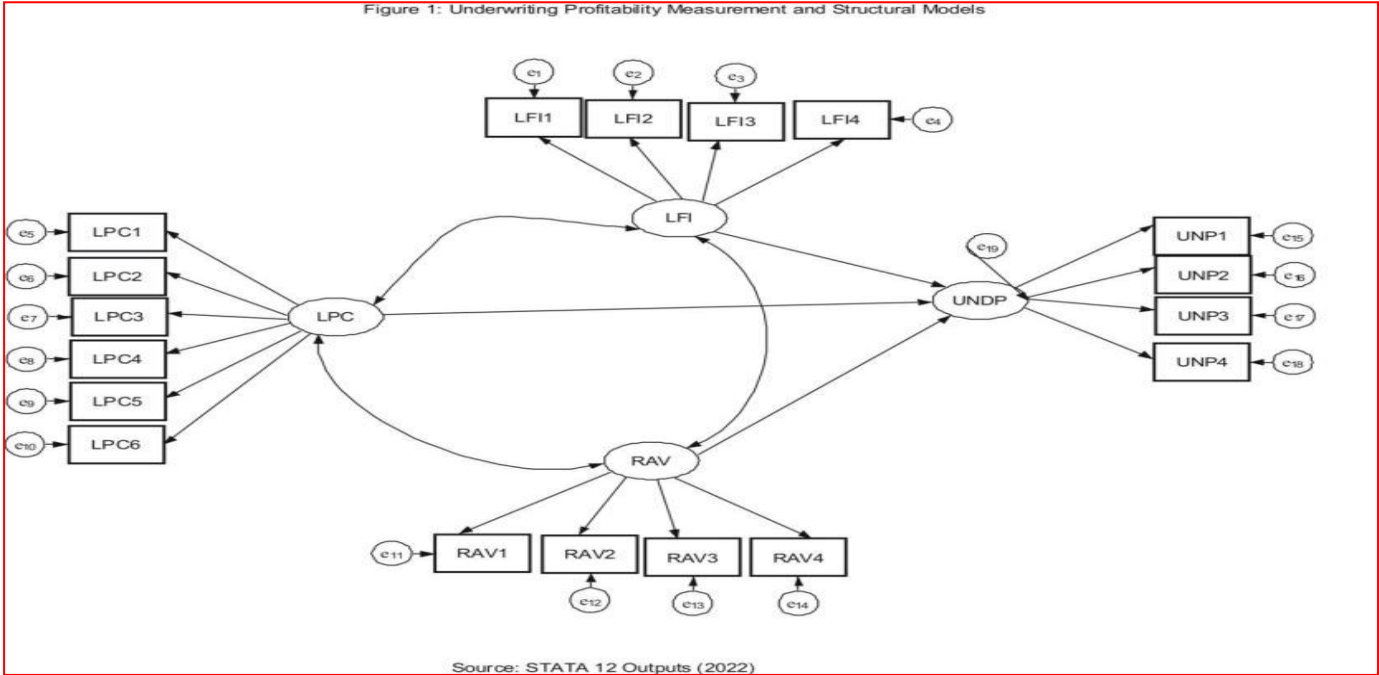 Figure 1: Underwriting Profitability Measurement and Structural Models
e1 e2 e3
LFI1 LFI2 LFI3 LFI4 e4
LFI
e5 LPC1
e6 LPC2
e7 LPC3
e8 LPC4
e9 LPC5
e10 LPC6
LPC
e19
UNDP
UNP1 e15
UNP2 e16
UNP3 e17
UNP4 e18
RAV
e11 RAV1 RAV2 RAV3 RAV4
e12 e13 e14
Source: STATA 12 Outputs (2022)